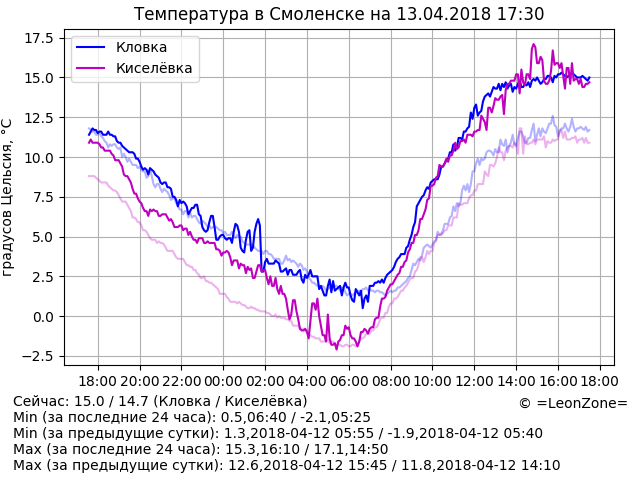 Температура в Смоленске на 13.04.2018 17:30
17.5
15.0
12.5
10.0
7.5
5.0
2.5
0.0
−2.5
градусов Цельсия, °C
Кловка
Киселёвка
18:00 20:00 22:00 00:00 02:00 04:00 06:00 08:00 10:00 12:00 14:00 16:00 18:00
Сейчас: 15.0 / 14.7 (Кловка / Киселёвка)
© =LeonZone=
Min (за последние 24 часа): 0.5,06:40 / -2.1,05:25
Min (за предыдущие сутки): 1.3,2018-04-12 05:55 / -1.9,2018-04-12 05:40
Max (за последние 24 часа): 15.3,16:10 / 17.1,14:50
Max (за предыдущие сутки): 12.6,2018-04-12 15:45 / 11.8,2018-04-12 14:10